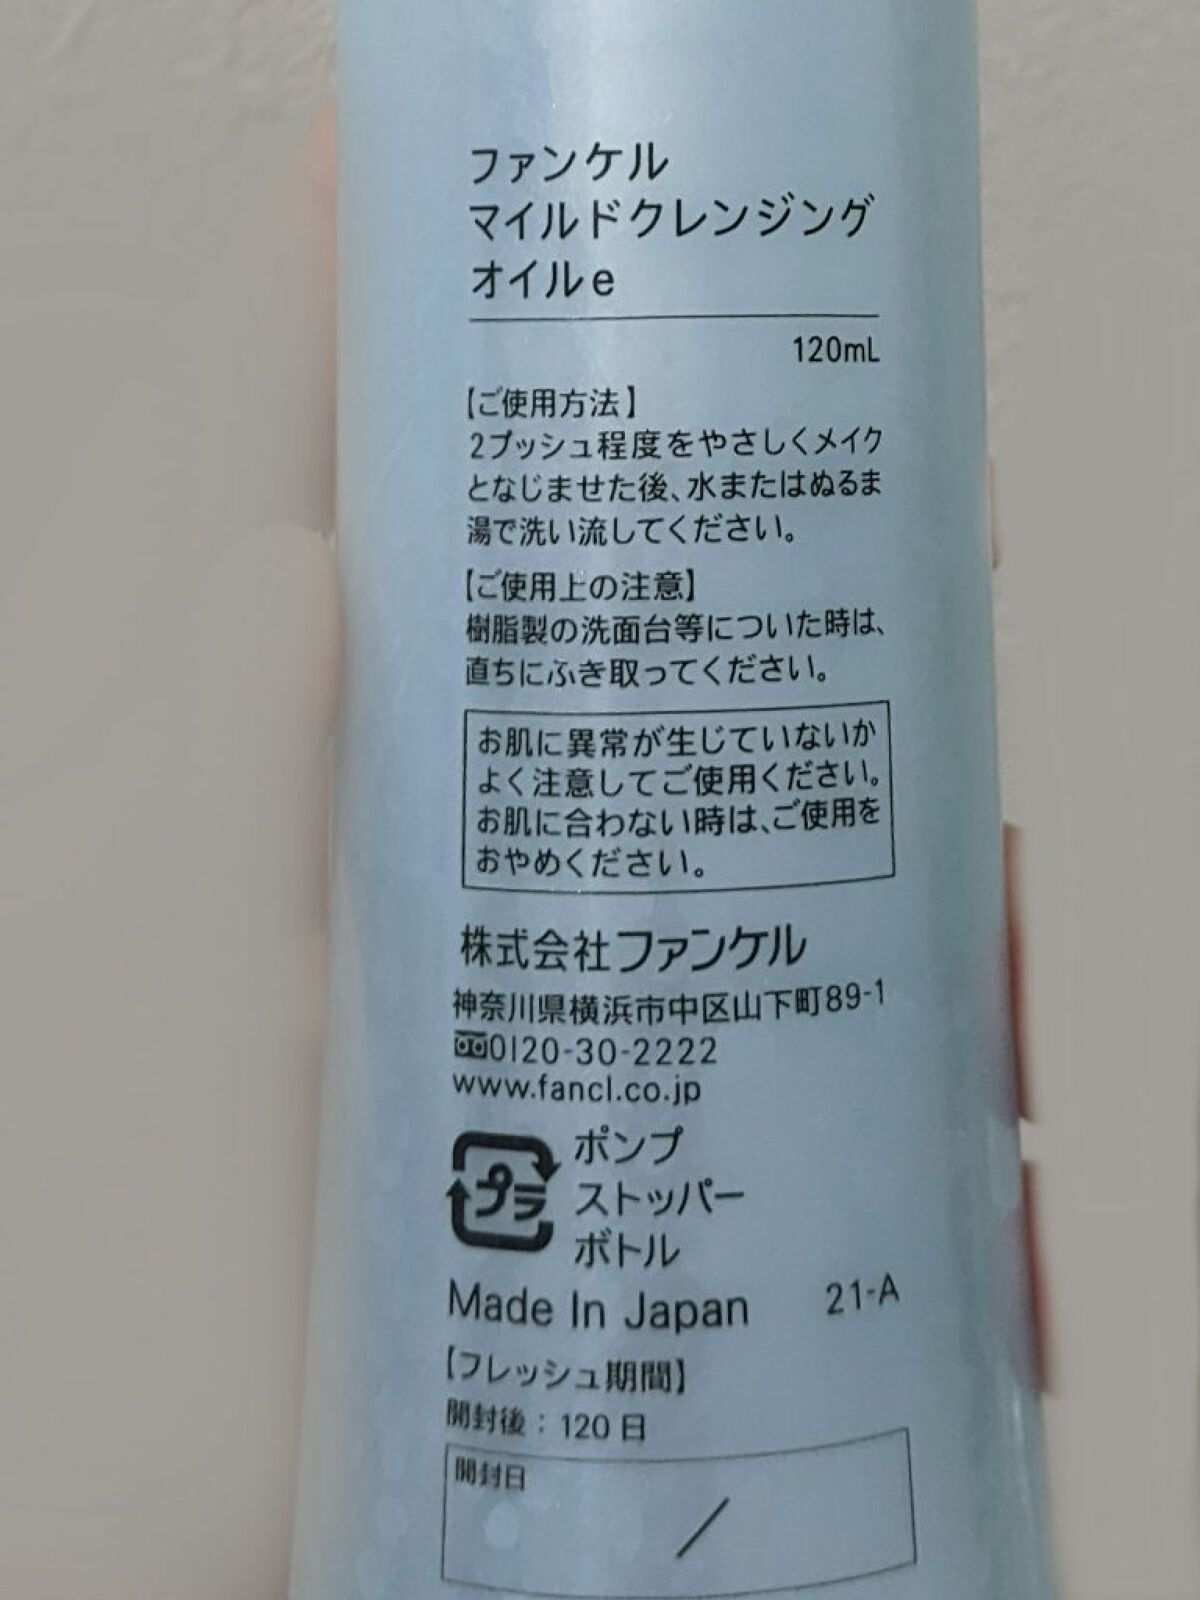 ファンケル
マイルドクレンジング
オイルe
120mL
【ご使用方法】
2プッシュ程度をやさしくメイク
となじませた後、水またはぬるま
湯で洗い流してください。
【ご使用上の注意】
樹脂製の洗面台等についた時は、
直ちにふき取ってください。
お肌に異常が生じていないか
よく注意してご使用ください。
お肌に合わない時は、ご使用を
おやめください。
株式会社ファンケル
神奈川県横浜市中区山下町89-1
0120-30-2222
www.fancl.co.jp
プラ
ポンプ
ストッパー
ボトル
Made In Japan 21-A
【フレッシュ期間】
開封後：120日
開封日
／